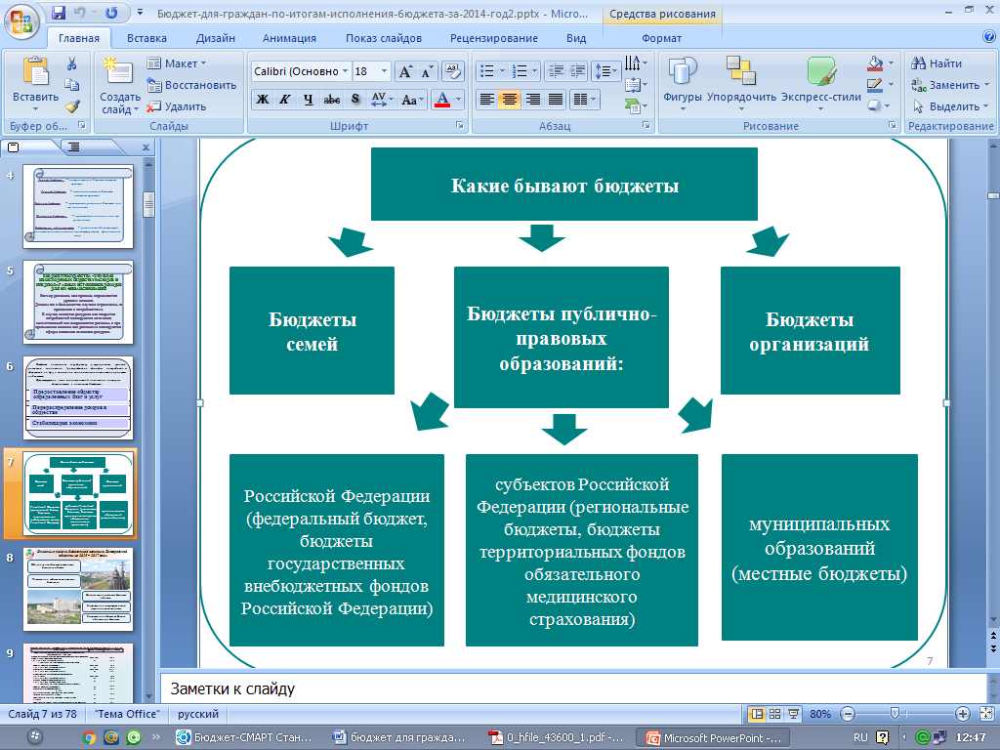 Бюджет-для-граждан-по-итогам-исполнения-бюджета-за-2014-год2.pptx - Micro...
Средства рисования
Главная
Вставка
Дизайн
Анимация
Показ слайдов
Рецензирование
Вид
Формат
Вставить
Буфер об...
Создать
слайд
Макет
Восстановить
Удалить
Слайды
Calibri (Основно
18
Ж К Ч abc S AV Aa А
Шрифт
Абзац
Фигуры
Упорядочить
Экспресс-стили
Рисование
Найти
Заменить
Выделить
Редактирование
4
5
6
Предоставление обществу
определенных благ и услуг
Перераспределение доходов в
обществе
Стабилизация экономики
7
8
9
Какие бывают бюджеты
Бюджеты
семей
Бюджеты публично-
правовых
образований:
Бюджеты
организаций
Российской Федерации
(федеральный бюджет,
бюджеты
государственных
внебюджетных фондов
Российской Федерации)
субъектов Российской
Федерации (региональные
бюджеты, бюджеты
территориальных фондов
обязательного
медицинского
страхования)
муниципальных
образований
(местные бюджеты)
7
Заметки к слайду
Слайд 7 из 78
"Тема Office"
русский
80%
Бюджет-СМАРТ Стан...
бюджет для гражда...
0_hfile_43600_1.pdf -...
Microsoft PowerPoint -...
RU
12:47